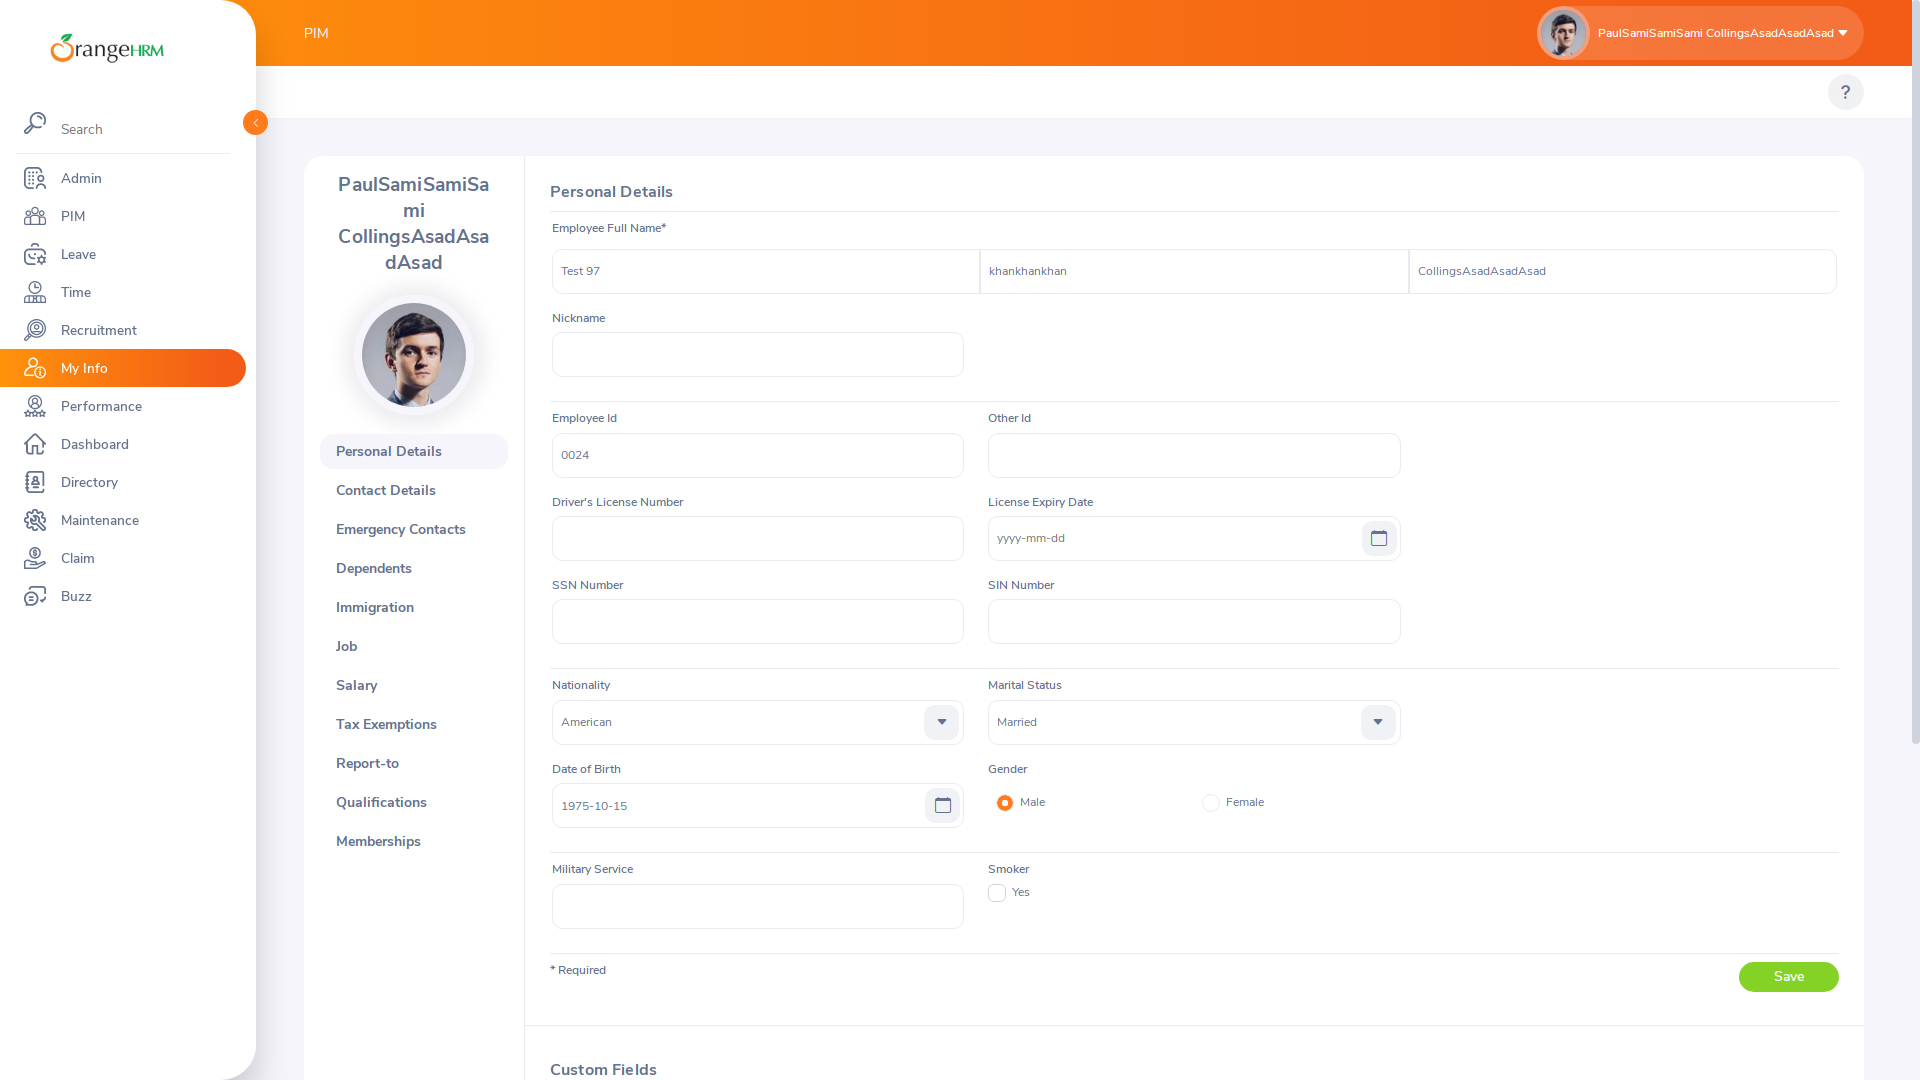 OrangeHRM
Search
Admin
PIM
Leave
Time
Recruitment
My Info
Performance
Dashboard
Directory
Maintenance
Claim
Buzz
PIM
PaulSamiSamiSami CollingsAsadAsadAsad
?
PaulSamiSamiSa
mi
CollingsAsadAsa
dAsad
Personal Details
Contact Details
Emergency Contacts
Dependents
Immigration
Job
Salary
Tax Exemptions
Report-to
Qualifications
Memberships
Personal Details
Employee Full Name*
Test 97 khankhankhan CollingsAsadAsadAsad
Nickname
Employee Id Other Id
0024
Driver's License Number License Expiry Date
yyyy-mm-dd
SSN Number SIN Number
Nationality Marital Status
American Married
Date of Birth Gender
1975-10-15 Male Female
Military Service Smoker
Yes
* Required
Save
Custom Fields